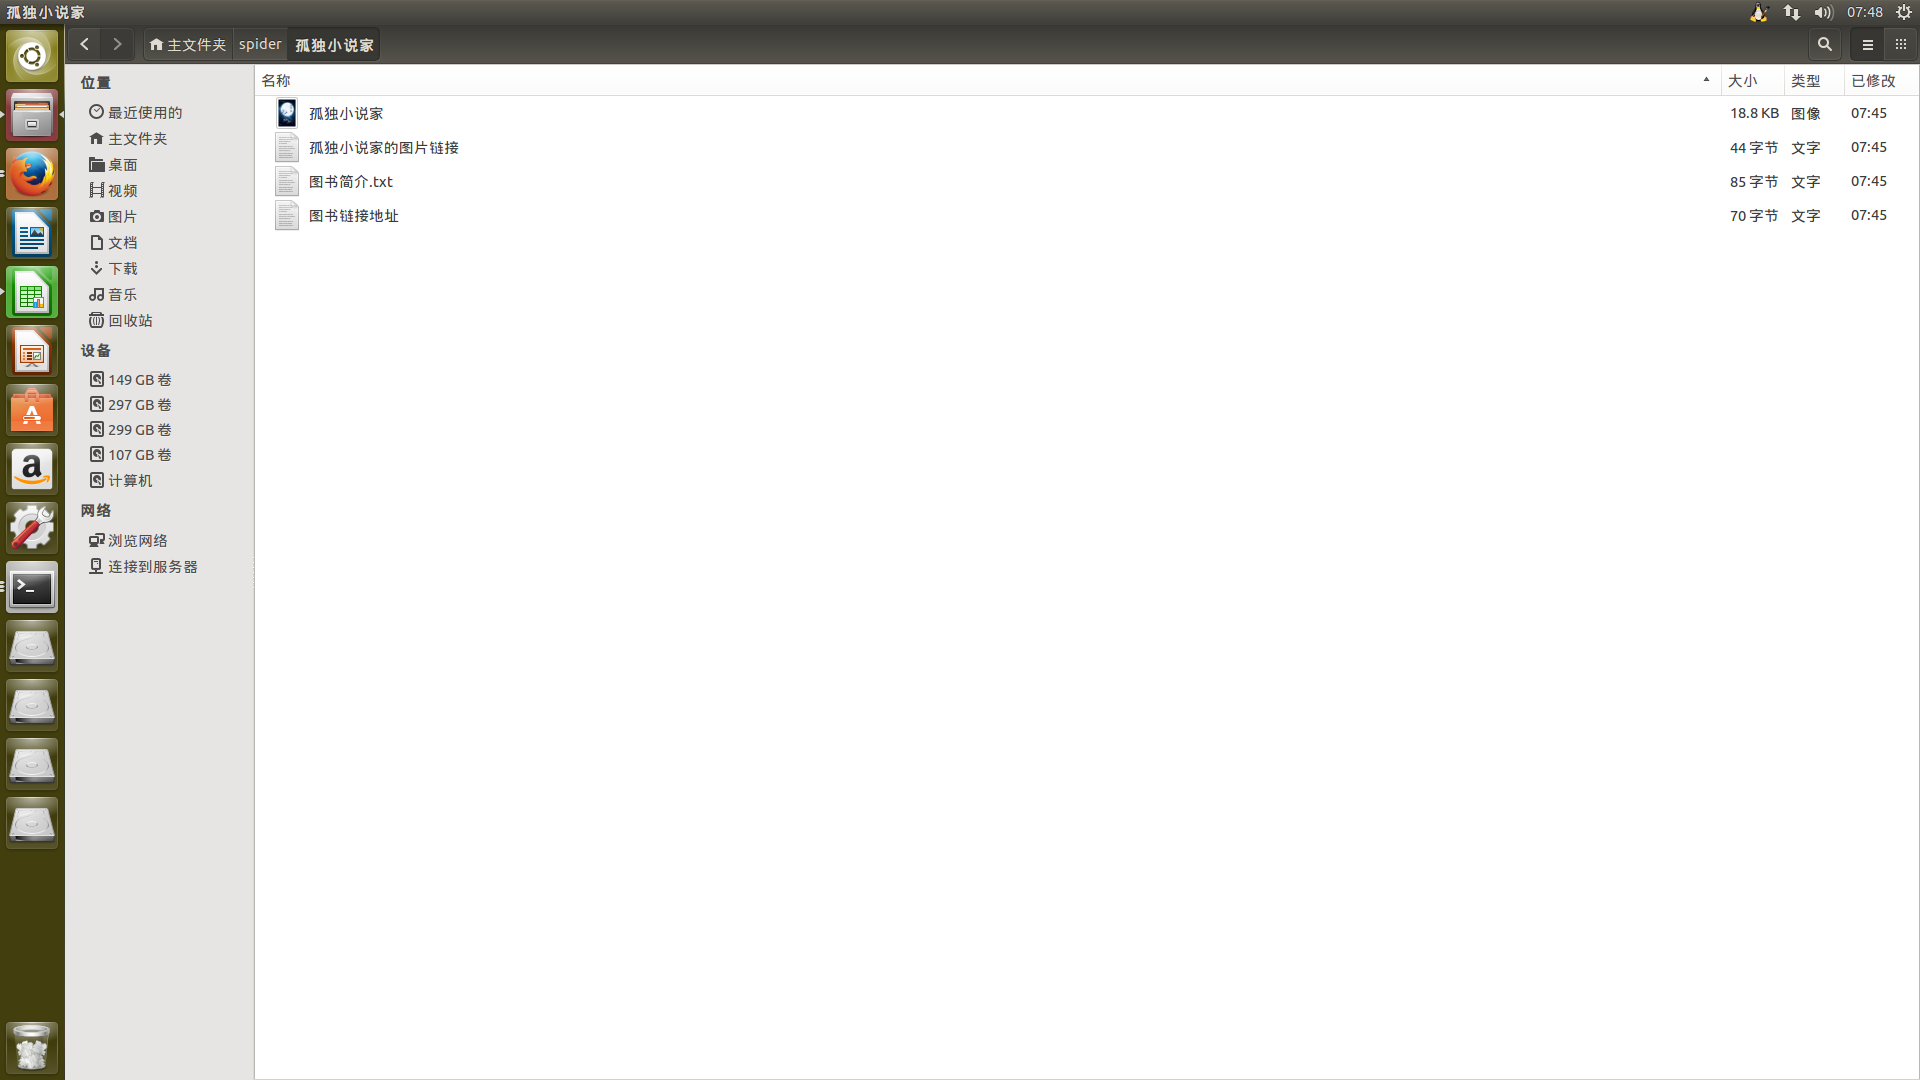 孤独小说家
07:48
主文件夹 spider 孤独小说家
位置
最近使用的
主文件夹
桌面
视频
图片
文档
下载
音乐
回收站
设备
149 GB 卷
297 GB 卷
299 GB 卷
107 GB 卷
计算机
网络
浏览网络
连接到服务器
名称 大小 类型 已修改
孤独小说家 18.8 KB 图像 07:45
孤独小说家的图片链接 44 字节 文字 07:45
图书简介.txt 85 字节 文字 07:45
图书链接地址 70 字节 文字 07:45